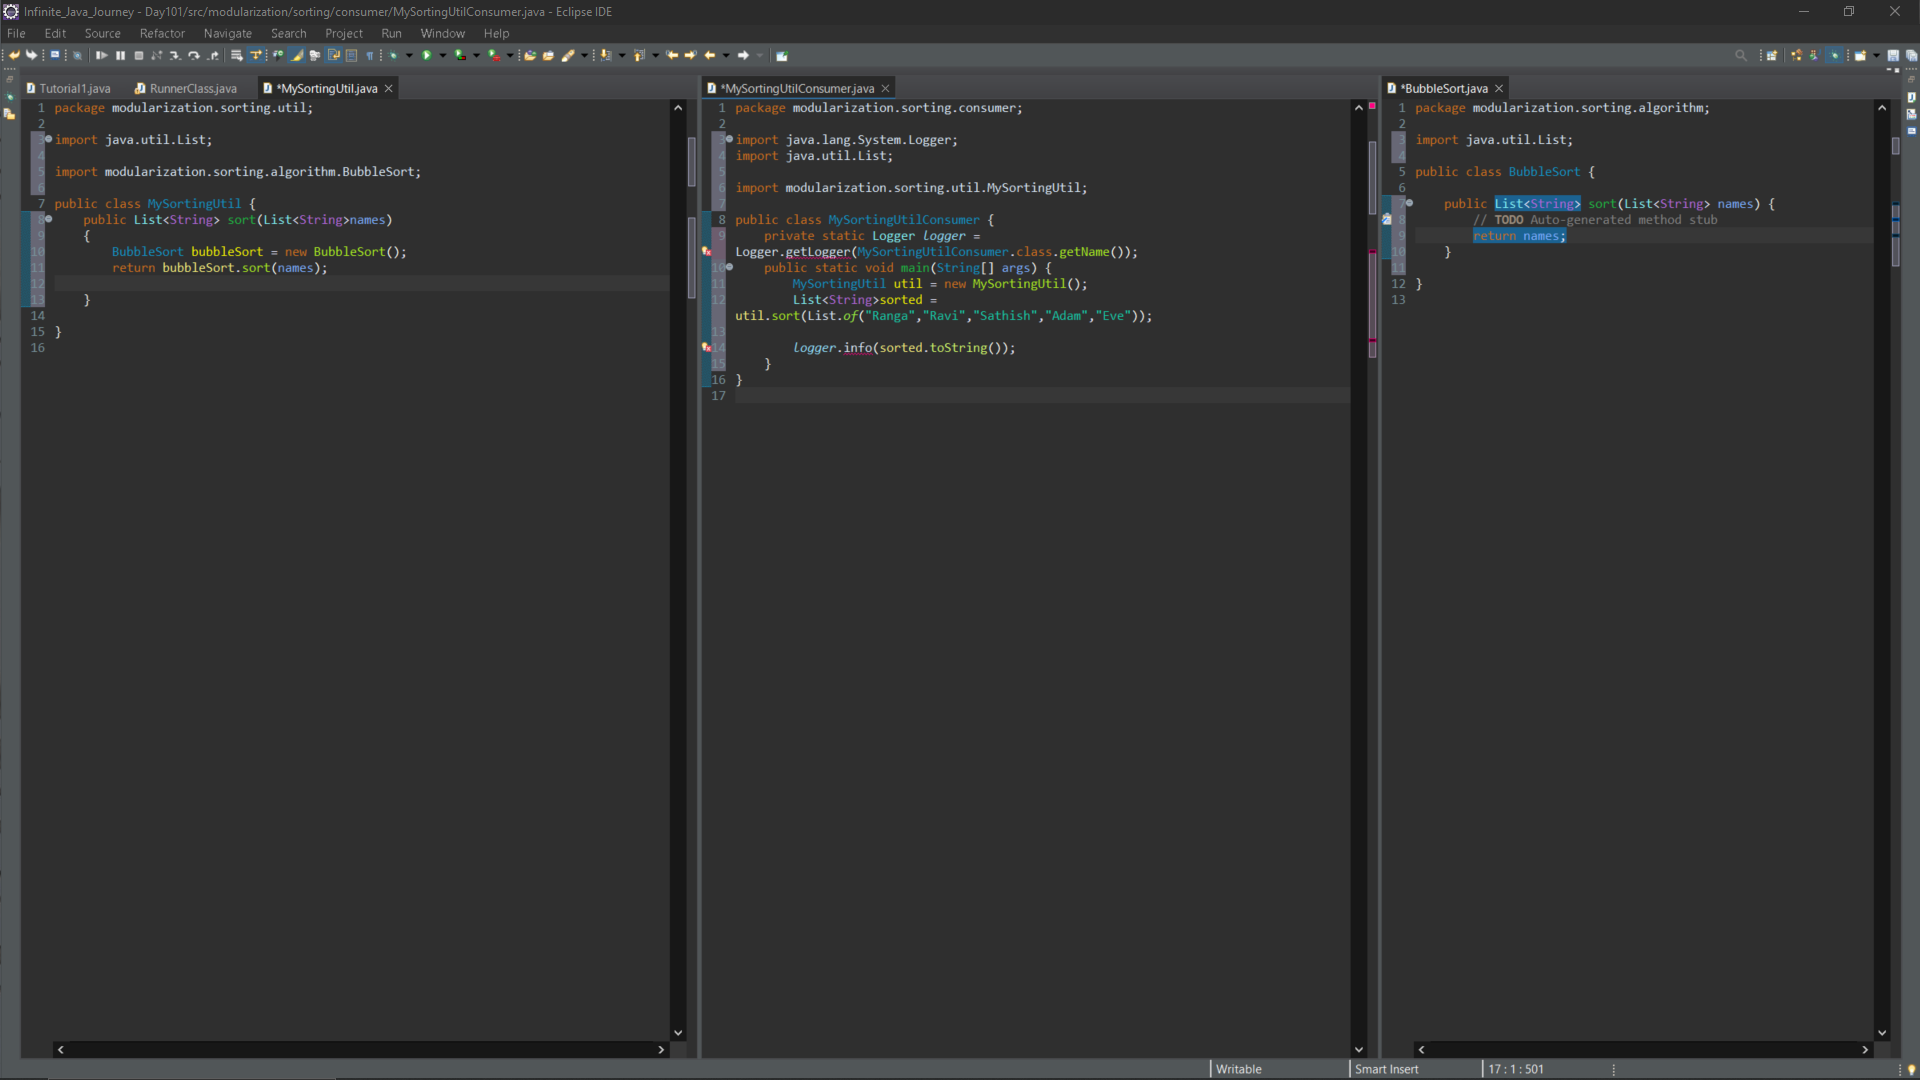 Infinite_Java_Journey - Day101/src/modularization/sorting/consumer/MySortingUtilConsumer.java - Eclipse IDE
File Edit Source Refactor Navigate Search Project Run Window Help
Tutorial1.java RunnerClass.java *MySortingUtil.java
1 package modularization.sorting.util;
2
3 import java.util.List;
4
5 import modularization.sorting.algorithm.BubbleSort;
6
7 public class MySortingUtil {
8     public List<String> sort(List<String>names)
9     {
10         BubbleSort bubbleSort = new BubbleSort();
11         return bubbleSort.sort(names);
12
13     }
14
15 }
16
*MySortingUtilConsumer.java
1 package modularization.sorting.consumer;
2
3 import java.lang.System.Logger;
4 import java.util.List;
5
6 import modularization.sorting.util.MySortingUtil;
7
8 public class MySortingUtilConsumer {
9     private static Logger logger =
Logger.getLogger(MySortingUtilConsumer.class.getName());
10     public static void main(String[] args) {
11         MySortingUtil util = new MySortingUtil();
12         List<String>sorted =
util.sort(List.of("Ranga","Ravi","Sathish","Adam","Eve"));
13
14         logger.info(sorted.toString());
15     }
16 }
17
*BubbleSort.java
1 package modularization.sorting.algorithm;
2
3 import java.util.List;
4
5 public class BubbleSort {
6
7     public List<String> sort(List<String> names) {
8         // TODO Auto-generated method stub
9         return names;
10     }
11
12 }
13
Writable Smart Insert 17 : 1 : 501